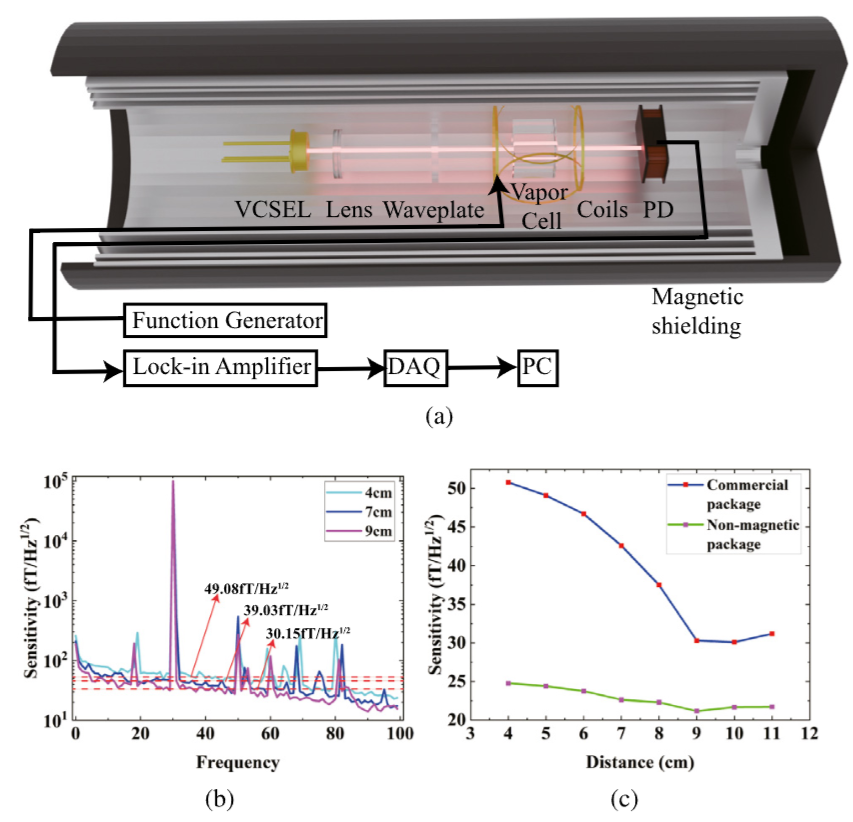 VCSEL Lens Waveplate Vapor Cell Coils PD
Magnetic
shielding
Function Generator
Lock-in Amplifier
DAQ
PC
(a)
Sensitivity (fT/Hz^1/2)
10^5
10^4
10^3
10^2
10^1
4cm
7cm
9cm
49.08fT/Hz^1/2
39.03fT/Hz^1/2
30.15fT/Hz^1/2
0 20 40 60 80 100
Frequency
(b)
Sensitivity (fT/Hz^1/2)
50
45
40
35
30
25
20
Commercial
package
Non-magnetic
package
3 4 5 6 7 8 9 10 11 12
Distance (cm)
(c)